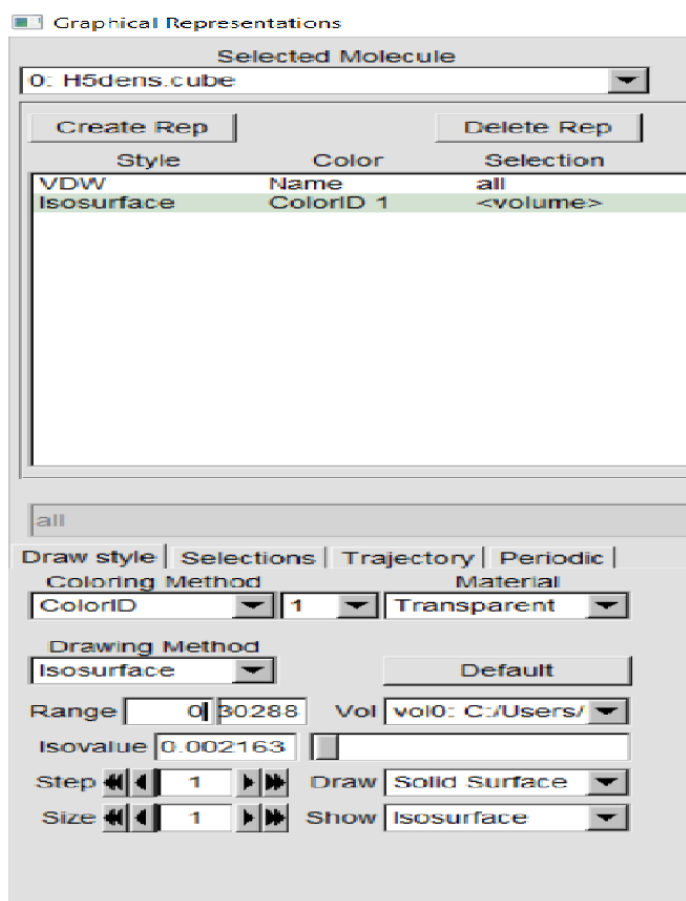 Graphical Representations
Selected Molecule
0: H5dens.cube
Create Rep Delete Rep
Style Color Selection
VDW Name all
Isosurface ColorID 1 <volume>
all
Draw style Selections Trajectory Periodic
Coloring Method Material
ColorID 1 Transparent
Drawing Method
Isosurface Default
Range 0 30288 Vol vol0: C:/Users/
Isovalue 0.002163
Step 1 Draw Solid Surface
Size 1 Show Isosurface